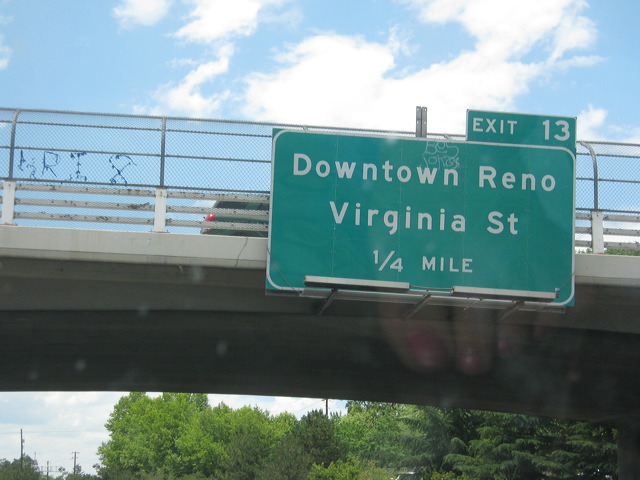 EXIT 13
Downtown Reno
Virginia St
1/4 MILE